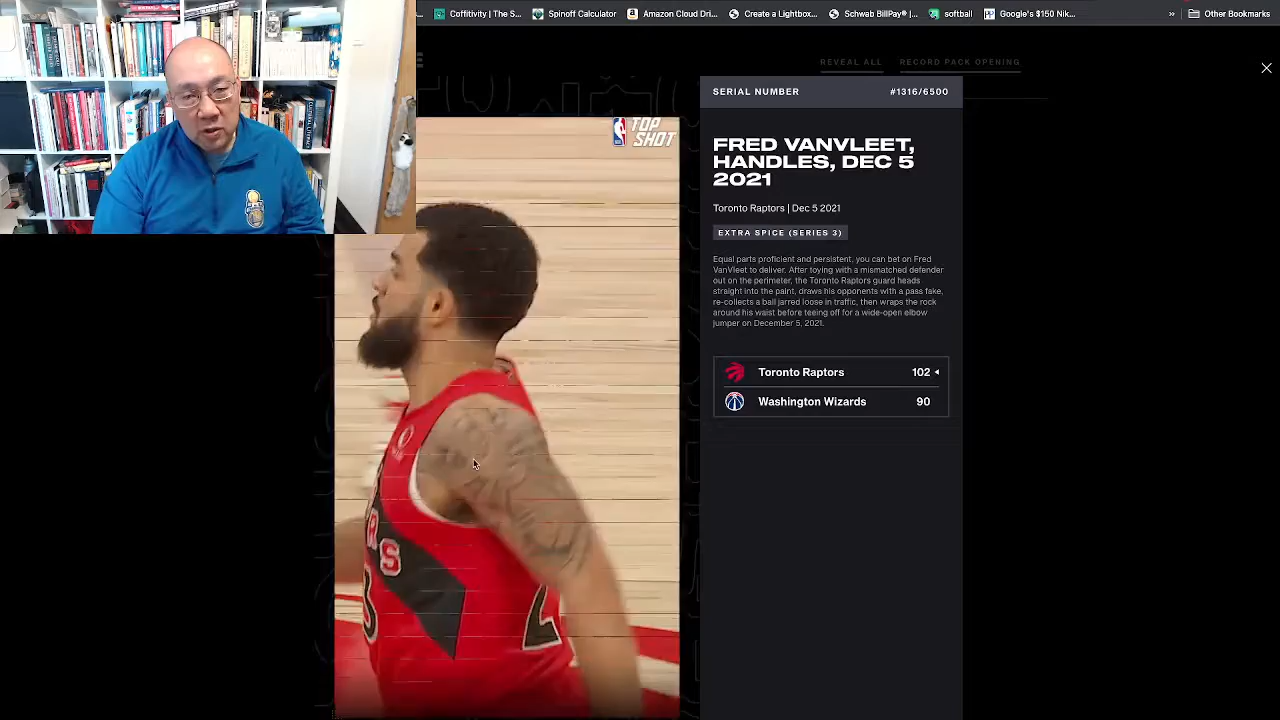 Coffitivity | The S...
Spinoff Calculator
Amazon Cloud Dri...
Create a Lightbox...
Schwab BillPay® |...
softball
Google's $150 Nik...
»
Other Bookmarks
REVEAL ALL
RECORD PACK OPENING
SERIAL NUMBER
#1316/6500
NBA TOP SHOT
FRED VANVLEET,
HANDLES, DEC 5
2021
Toronto Raptors | Dec 5 2021
EXTRA SPICE (SERIES 3)
Equal parts proficient and persistent, you can bet on Fred
VanVleet to deliver. After toying with a mismatched defender
out on the perimeter, the Toronto Raptors guard heads
straight into the paint, draws his opponents with a pass fake,
re-collects a ball jarred loose in traffic, then wraps the rock
around his waist before teeing off for a wide-open elbow
jumper on December 5, 2021.
Toronto Raptors 102
Washington Wizards 90